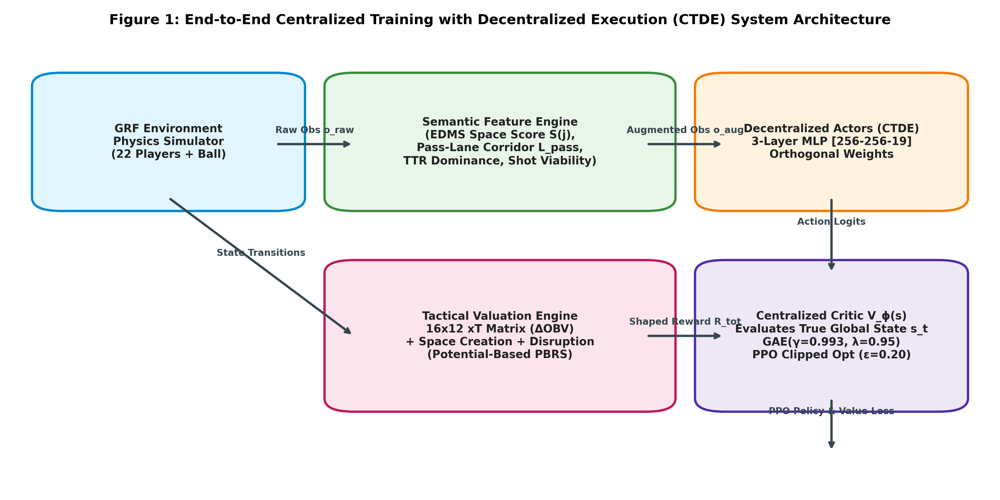 Figure 1: End-to-End Centralized Training with Decentralized Execution (CTDE) System Architecture
GRF Environment
Physics Simulator
(22 Players + Ball)
Raw Obs o_raw
Semantic Feature Engine
(EDMS Space Score S(j),
Pass-Lane Corridor L_pass,
TTR Dominance, Shot Viability)
Augmented Obs o_aug
Decentralized Actors (CTDE)
3-Layer MLP [256-256-19]
Orthogonal Weights
Action Logits
State Transitions
Tactical Valuation Engine
16x12 xT Matrix (ΔOBV)
+ Space Creation + Disruption
(Potential-Based PBRS)
Shaped Reward R_tot
Centralized Critic V_ϕ(s)
Evaluates True Global State s_t
GAE(γ=0.993, λ=0.95)
PPO Clipped Opt (ε=0.20)
PPO Policy & Value Loss